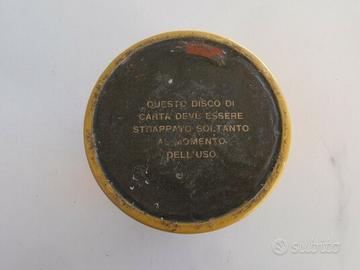 QUESTO DISCO DI
CARTA DEVE ESSERE
STRAPPATO SOLTANTO
AL MOMENTO
DELL'USO
subito